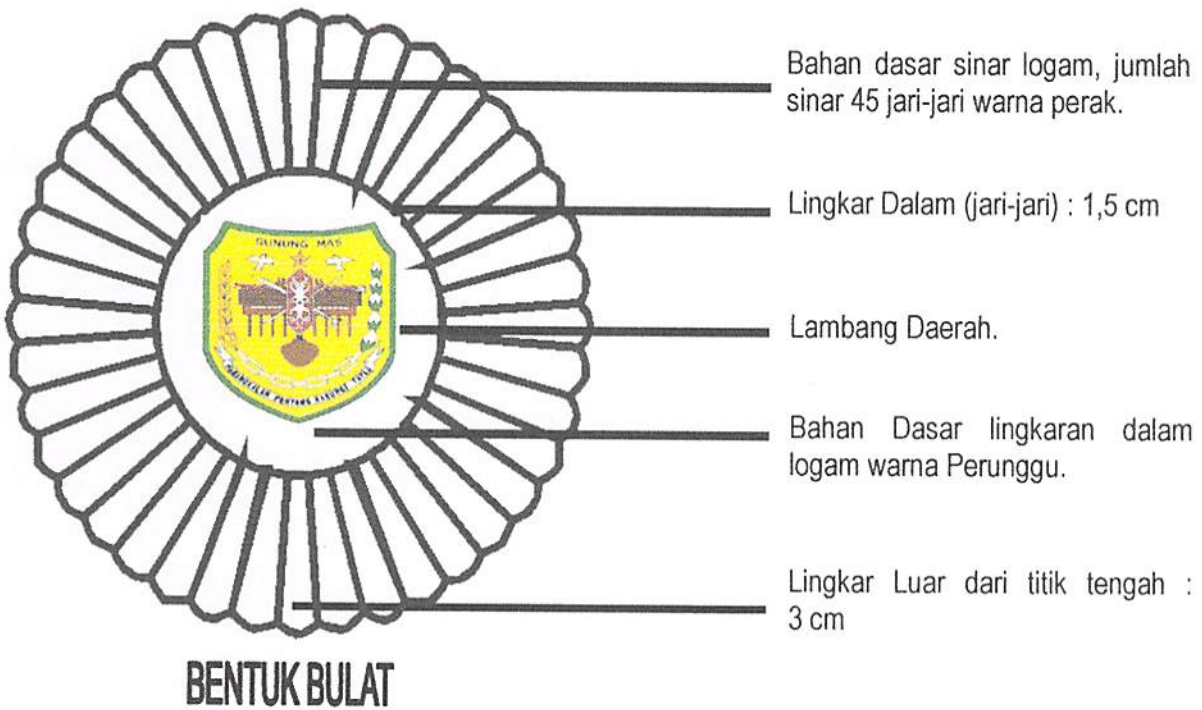 Bahan dasar sinar logam, jumlah
sinar 45 jari-jari warna perak.
Lingkar Dalam (jari-jari) : 1,5 cm
GUNUNG MAS
Lambang Daerah.
Bahan Dasar lingkaran dalam
logam warna Perunggu.
Lingkar Luar dari titik tengah :
3 cm
BENTUK BULAT